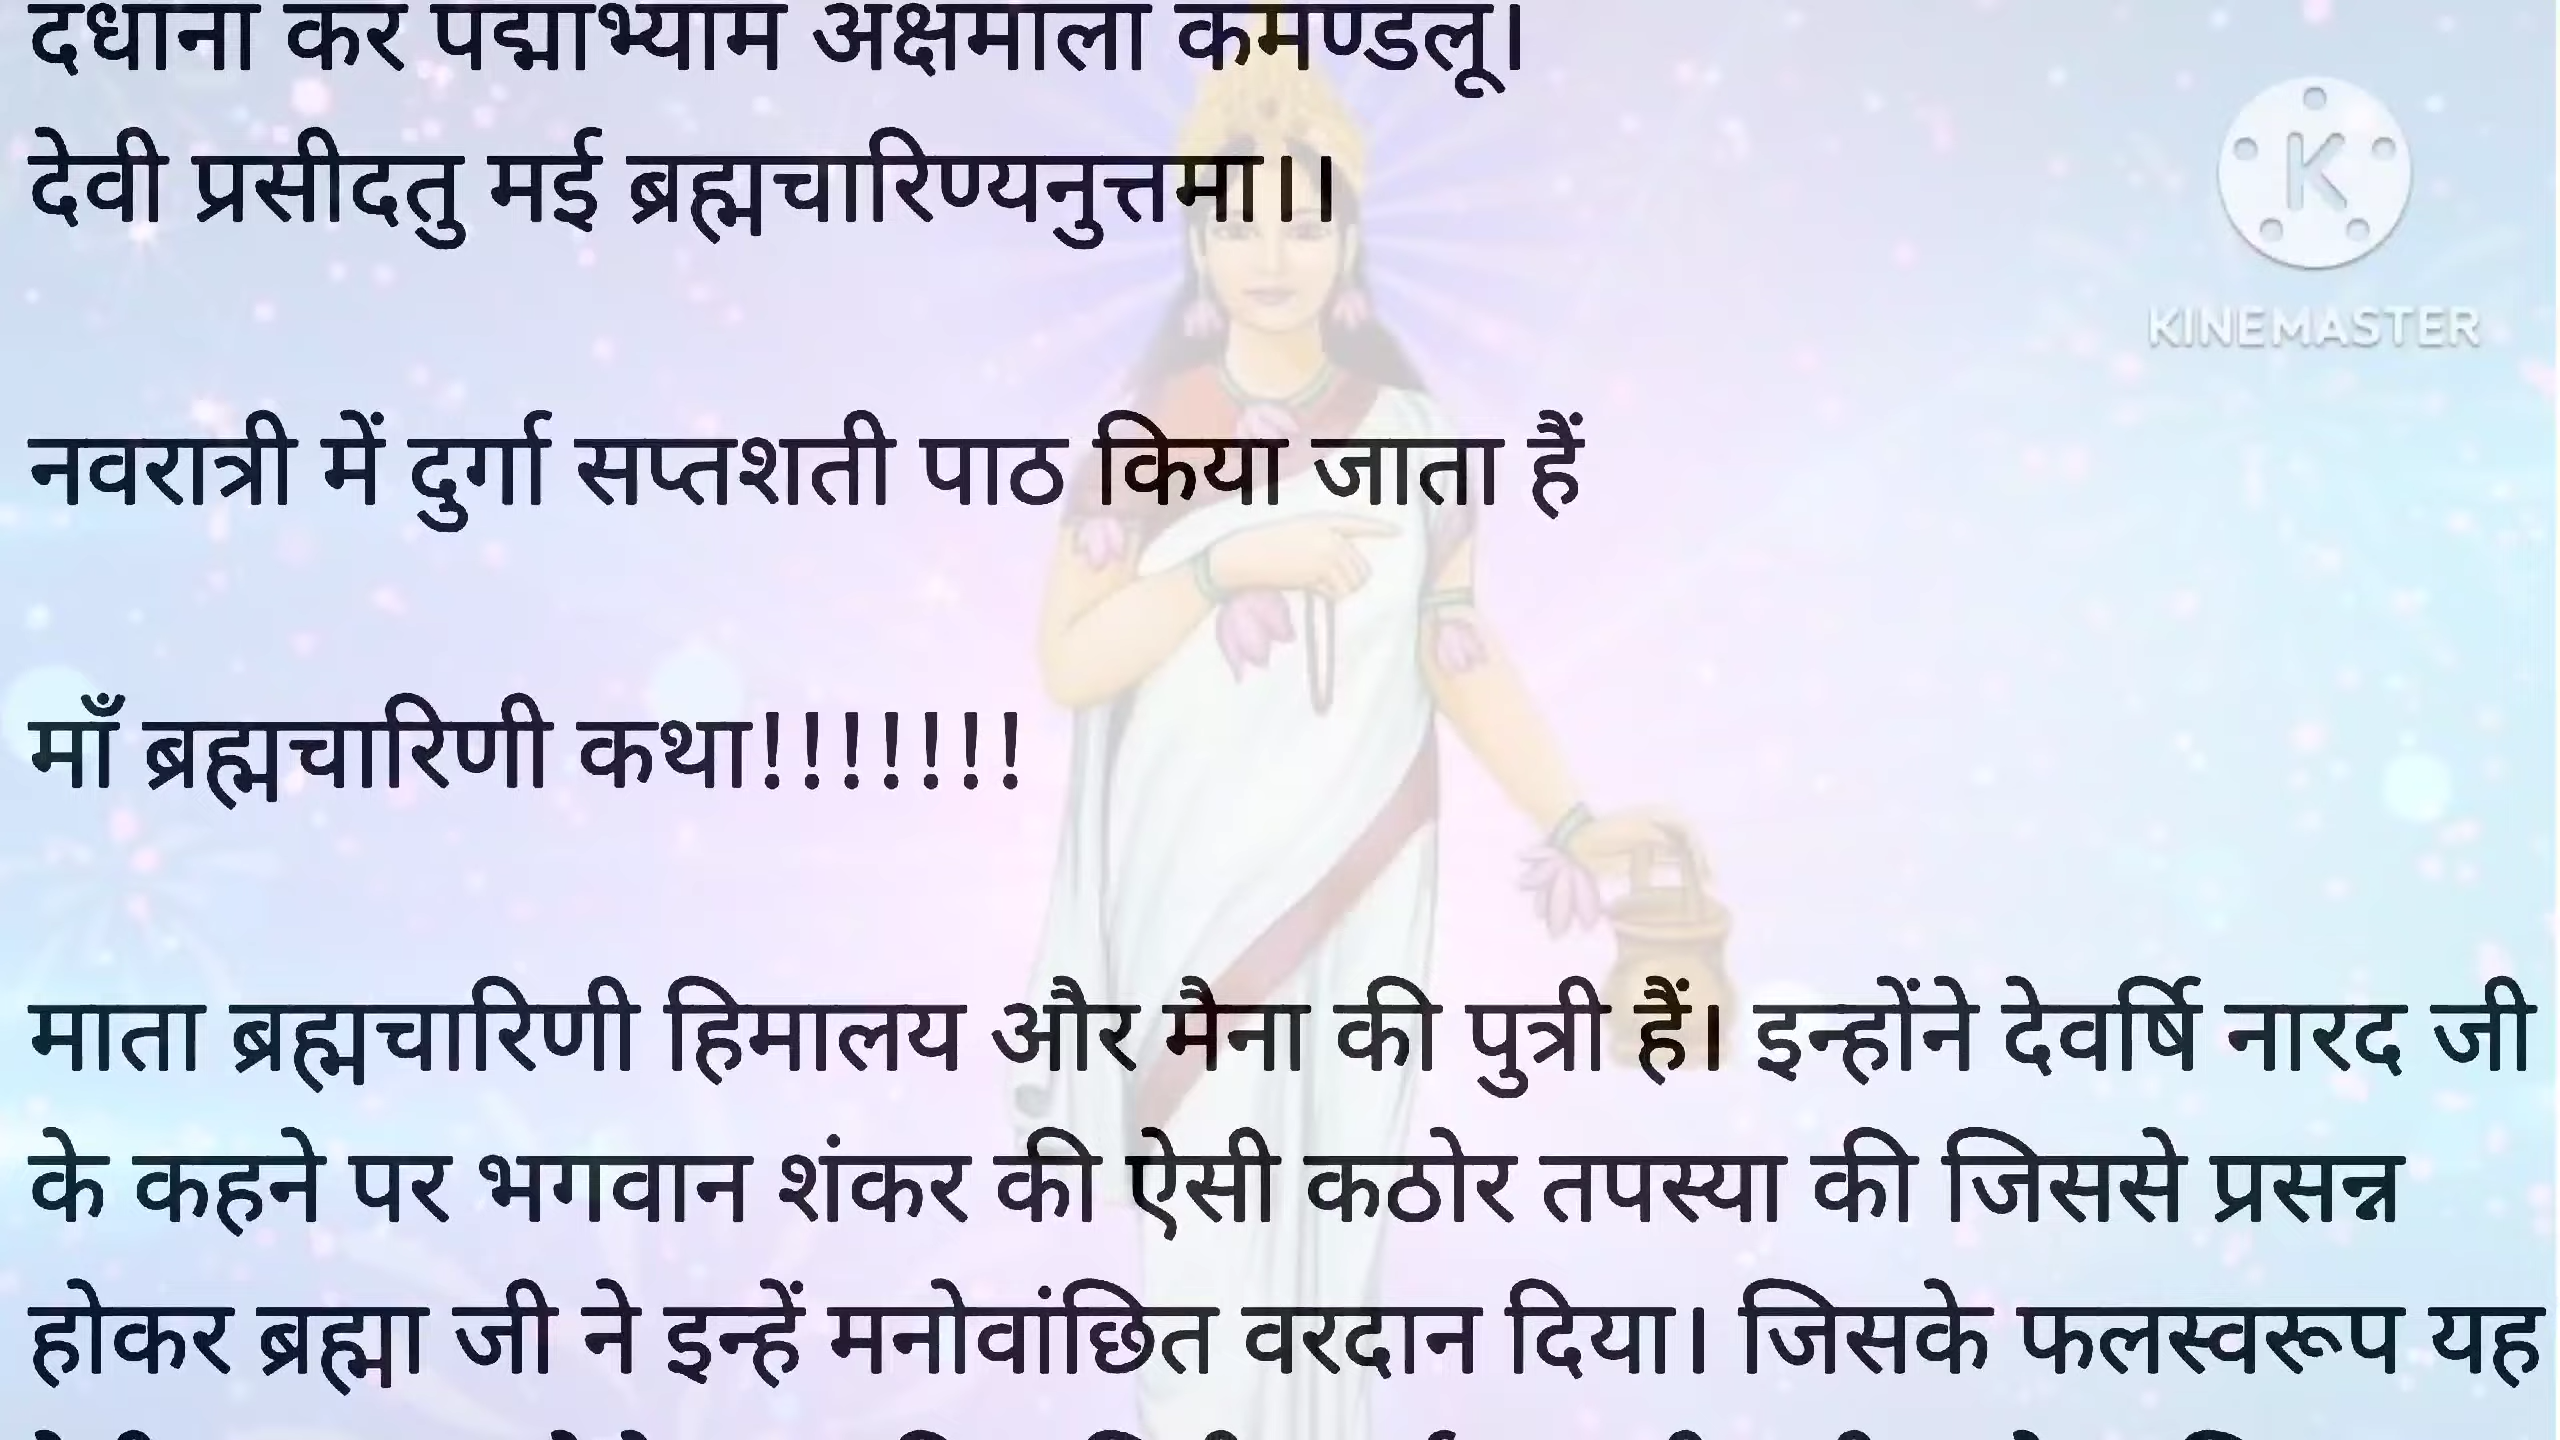 दधाना कर पद्माभ्याम अक्षमाला कमण्डलू।
देवी प्रसीदतु मई ब्रह्मचारिण्यनुत्तमा।।
KINEMASTER
नवरात्री में दुर्गा सप्तशती पाठ किया जाता हैं
माँ ब्रह्मचारिणी कथा!!!!!!!
माता ब्रह्मचारिणी हिमालय और मैना की पुत्री हैं। इन्होंने देवर्षि नारद जी
के कहने पर भगवान शंकर की ऐसी कठोर तपस्या की जिससे प्रसन्न
होकर ब्रह्मा जी ने इन्हें मनोवांछित वरदान दिया। जिसके फलस्वरूप यह